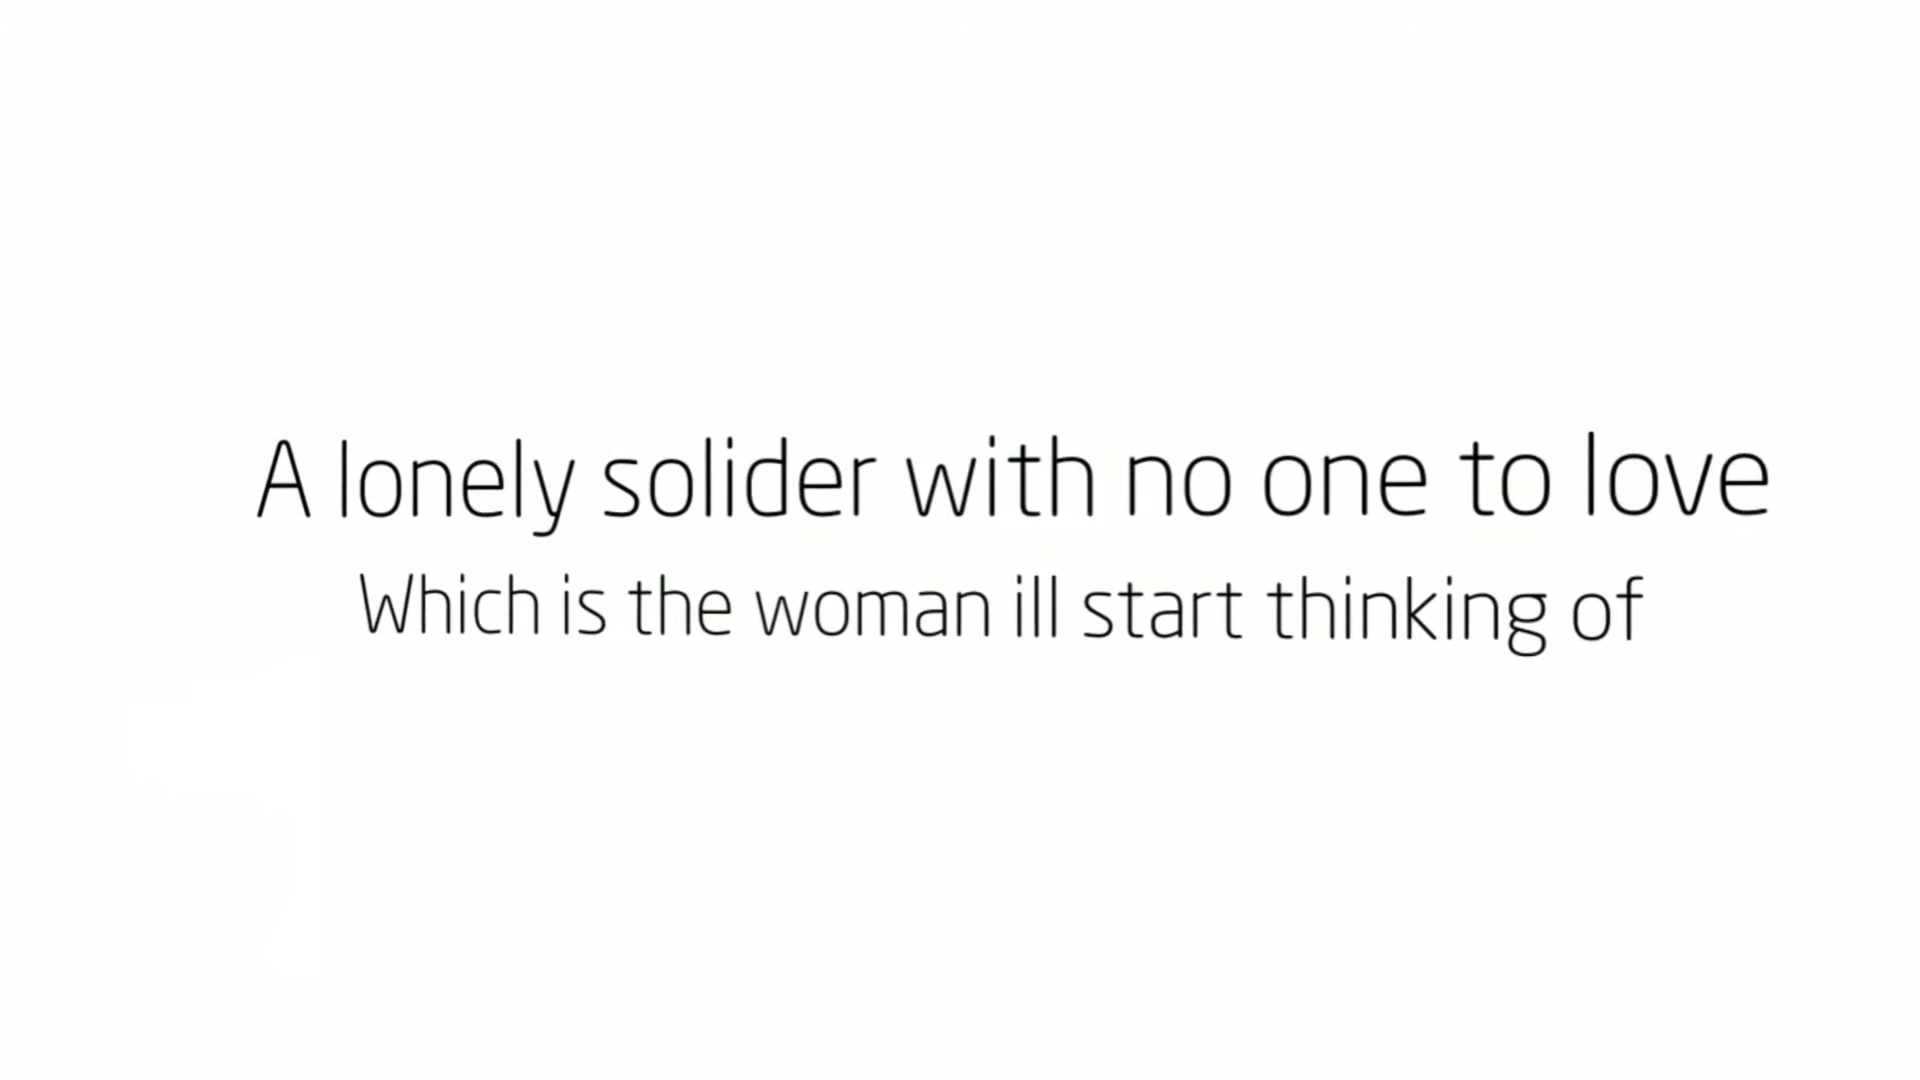 A lonely solider with no one to love
Which is the woman ill start thinking of